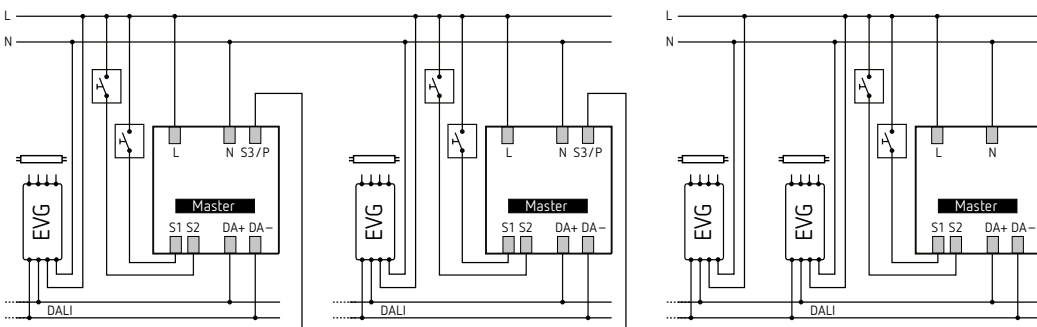 L
N
L N S3/P
EVG
Master
S1 S2 DA+ DA−
DALI
L N S3/P
EVG
Master
S1 S2 DA+ DA−
DALI
L
N
L N
EVG
EVG
Master
S1 S2 DA+ DA−
DALI